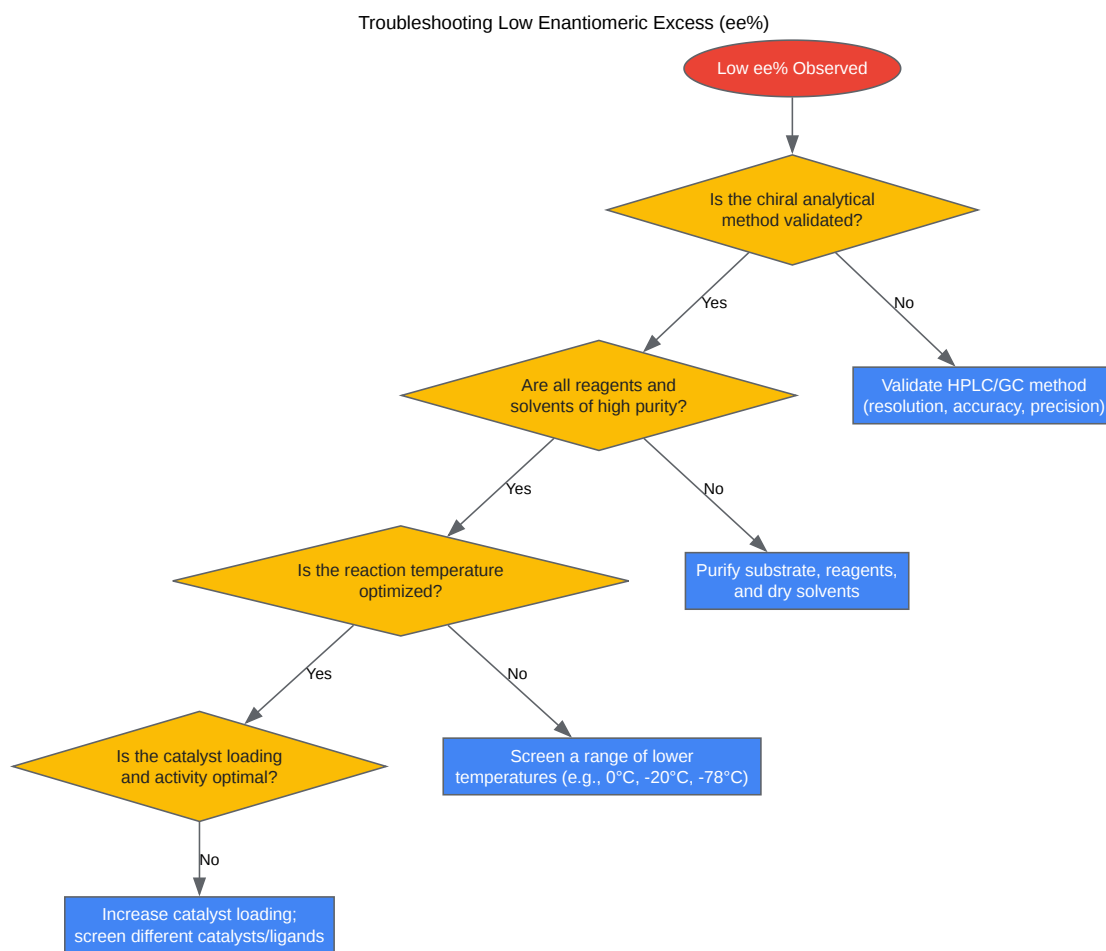 Troubleshooting Low Enantiomeric Excess (ee%)
Low ee% Observed
Is the chiral analytical
method validated?
Yes
No
Are all reagents and
solvents of high purity?
Validate HPLC/GC method
(resolution, accuracy, precision)
Yes
No
Is the reaction temperature
optimized?
Purify substrate, reagents,
and dry solvents
Yes
No
Is the catalyst loading
and activity optimal?
Screen a range of lower
temperatures (e.g., 0°C, -20°C, -78°C)
No
Increase catalyst loading;
screen different catalysts/ligands